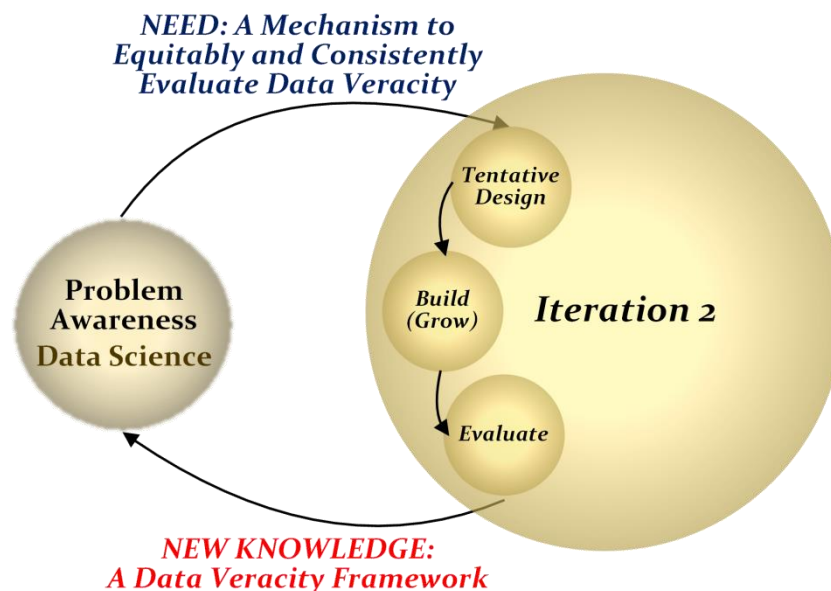 NEED: A Mechanism to
Equitably and Consistently
Evaluate Data Veracity
Tentative
Design
Problem
Awareness
Data Science
Build
(Grow)
Iteration 2
Evaluate
NEW KNOWLEDGE:
A Data Veracity Framework